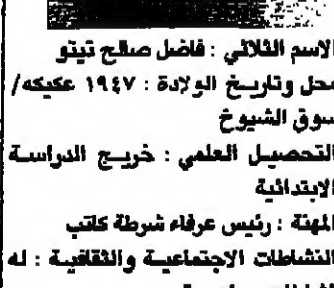 الاسم الثلاثي : فاضل صالح تيتو
محل وتاريخ الولادة : ١٩٤٧ عكيكه/
سوق الشيوخ
التحصيل العلمي : خريج الدراسة
الابتدائية
المهنة : رئيس عرفاء شرطة كاتب
النشاطات الاجتماعية والثقافية : له